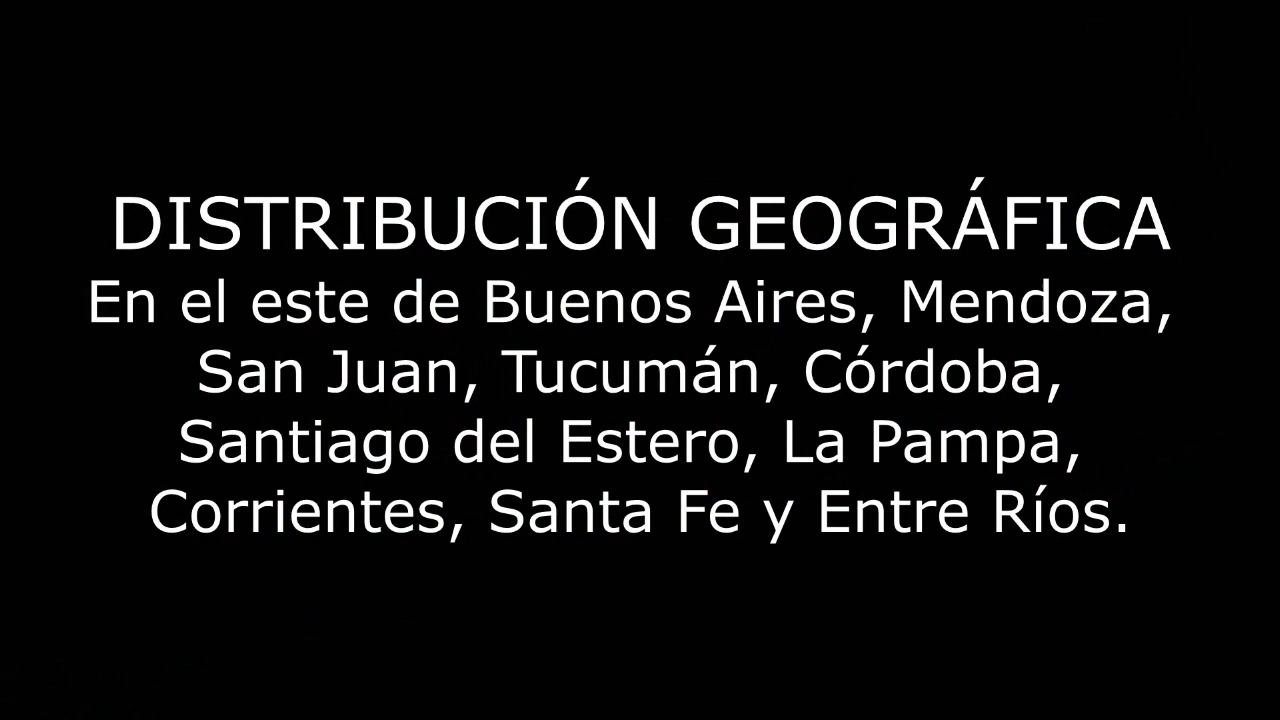 DISTRIBUCIÓN GEOGRÁFICA
En el este de Buenos Aires, Mendoza,
San Juan, Tucumán, Córdoba,
Santiago del Estero, La Pampa,
Corrientes, Santa Fe y Entre Ríos.